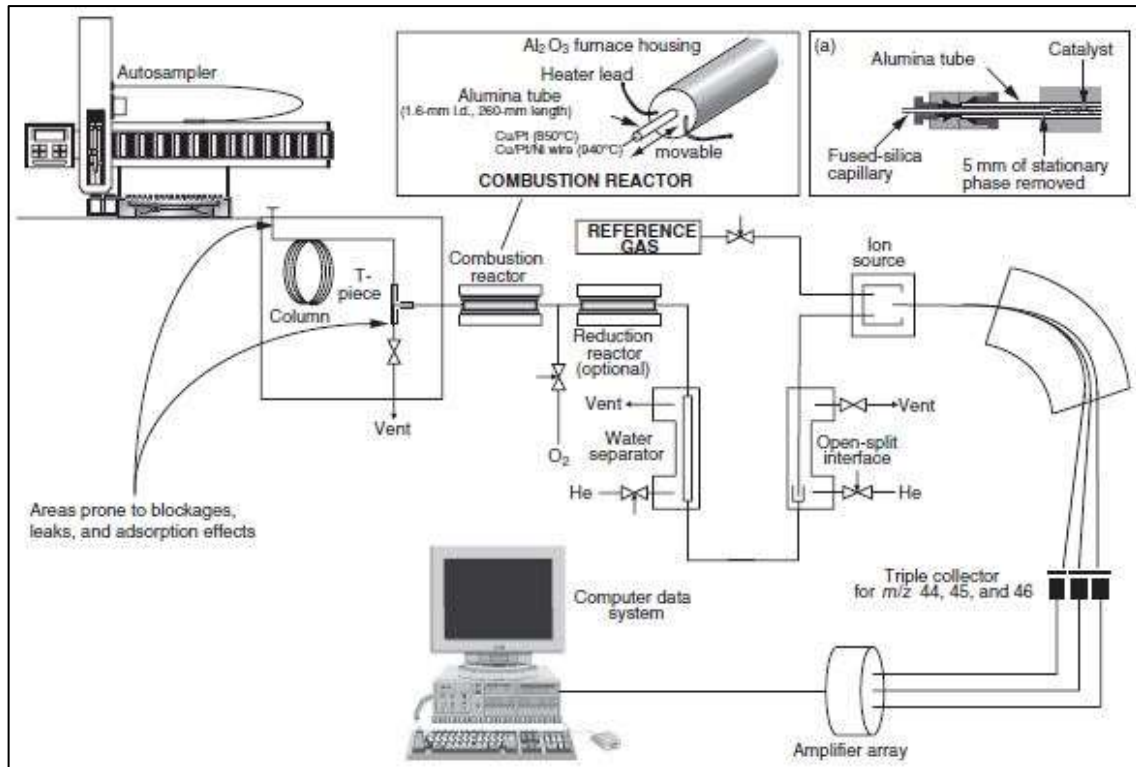 Autosampler
Al2O3 furnace housing
Heater lead
Alumina tube
(1.6-mm I.d., 260-mm length)
Cu/Pt (850°C)
Cu/Pt/Ni wire (940°C)
movable
COMBUSTION REACTOR
(a)
Catalyst
Alumina tube
Fused-silica
capillary
5 mm of stationary
phase removed
REFERENCE
GAS
Ion
source
Combustion
reactor
T-
piece
Column
Reduction
reactor
(optional)
Vent
Vent
Vent
Water
separator
Open-split
interface
O2
He
He
Areas prone to blockages,
leaks, and adsorption effects
Triple collector
for m/z 44, 45, and 46
Computer data
system
Amplifier array